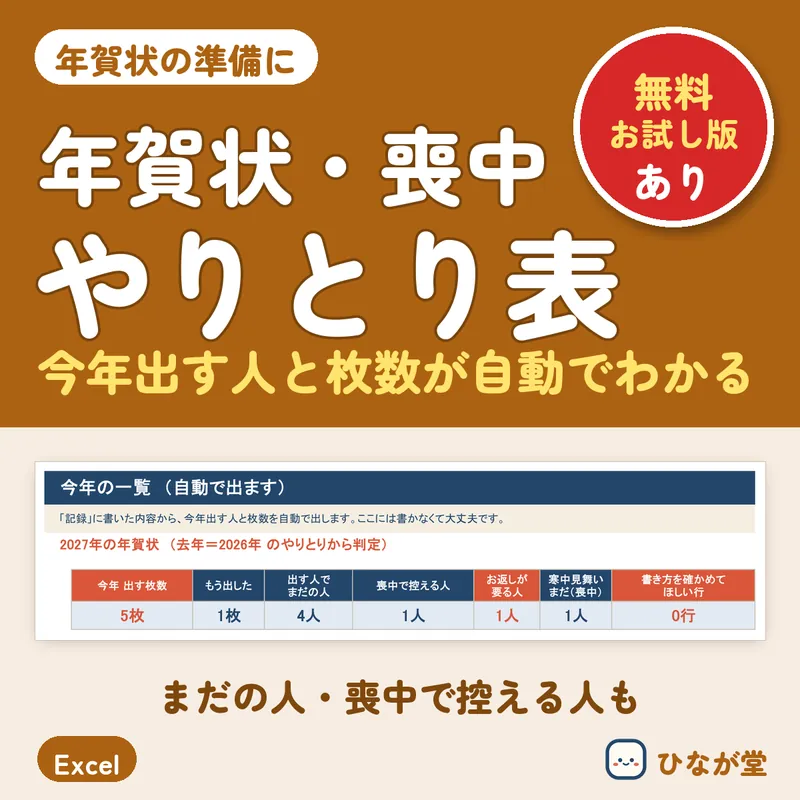 年賀状の準備に
無料
お試し版
あり
年賀状・喪中
やりとり表
今年出す人と枚数が自動でわかる
今年の一覧 （自動で出ます）
「記録」に書いた内容から、今年出す人と枚数を自動で出します。ここには書かなくて大丈夫です。
2027年の年賀状 （去年＝2026年 のやりとりから判定）
今年 出す枚数 もう出した 出す人で まだの人 喪中で控える人 お返しが 要る人 寒中見舞い まだ(喪中) 書き方を確かめて ほしい行
5枚 1枚 4人 1人 1人 1人 0行
まだの人・喪中で控える人も
Excel
ひなが堂